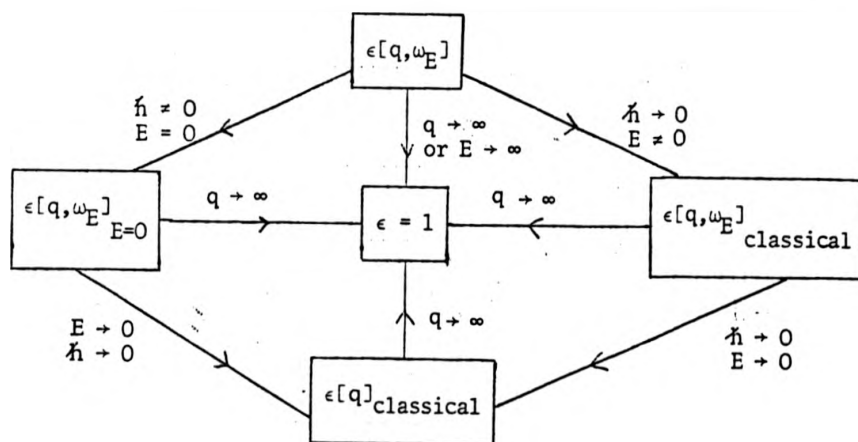 ϵ[q,ω_E]
ħ ≠ 0
E = 0
q → ∞
or E → ∞
ħ → 0
E ≠ 0
ϵ[q,ω_E]_E=0
q → ∞
ϵ = 1
q → ∞
ϵ[q,ω_E]_classical
E → 0
ħ → 0
q → ∞
ħ → 0
E → 0
ϵ[q]_classical